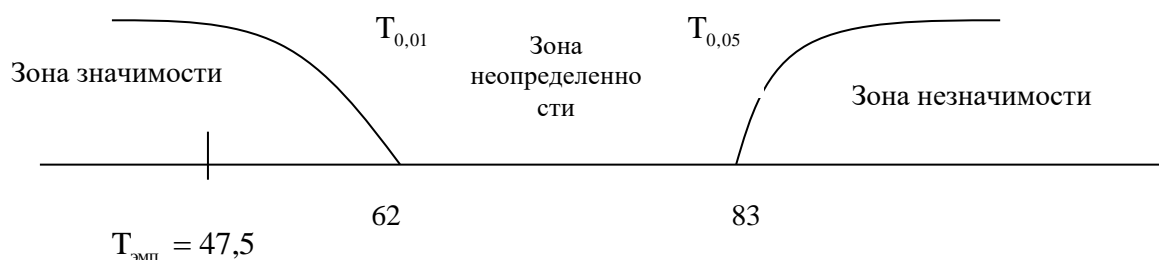 T0,01
T0,05
Зона
неопределенно
сти
Зона значимости
Зона незначимости
62
83
Tэмп = 47,5